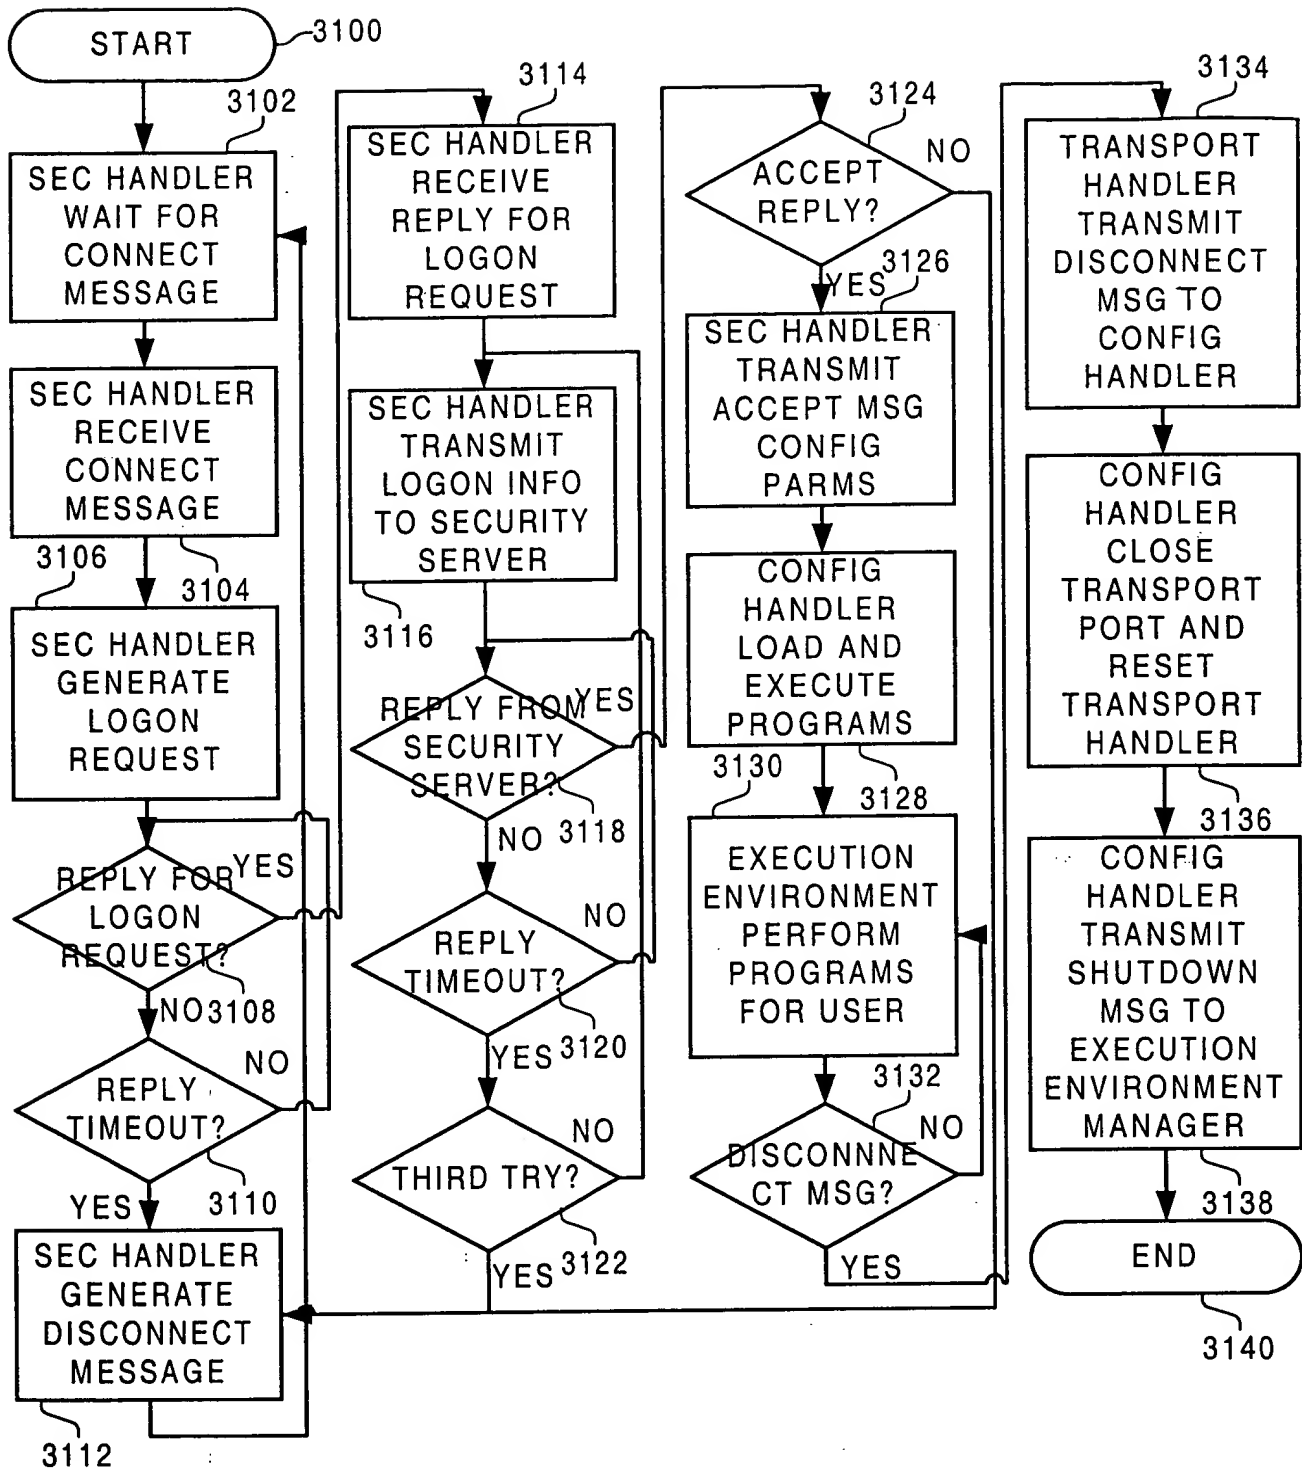 START
3100
3102
SEC HANDLER
WAIT FOR
CONNECT
MESSAGE
SEC HANDLER
RECEIVE
CONNECT
MESSAGE
3104
3106
SEC HANDLER
GENERATE
LOGON
REQUEST
REPLY FOR
LOGON
REQUEST?
YES
NO
3108
REPLY
TIMEOUT?
NO
3110
YES
SEC HANDLER
GENERATE
DISCONNECT
MESSAGE
3112
3114
SEC HANDLER
RECEIVE
REPLY FOR
LOGON
REQUEST
SEC HANDLER
TRANSMIT
LOGON INFO
TO SECURITY
SERVER
3116
REPLY FROM
SECURITY
SERVER?
YES
3118
NO
REPLY
TIMEOUT?
NO
3120
YES
THIRD TRY?
NO
3122
YES
3124
ACCEPT
REPLY?
NO
YES
3126
SEC HANDLER
TRANSMIT
ACCEPT MSG
CONFIG
PARMS
CONFIG
HANDLER
LOAD AND
EXECUTE
PROGRAMS
3128
3130
EXECUTION
ENVIRONMENT
PERFORM
PROGRAMS
FOR USER
3132
DISCONNNE
CT MSG?
NO
YES
3134
TRANSPORT
HANDLER
TRANSMIT
DISCONNECT
MSG TO
CONFIG
HANDLER
CONFIG
HANDLER
CLOSE
TRANSPORT
PORT AND
RESET
TRANSPORT
HANDLER
3136
CONFIG
HANDLER
TRANSMIT
SHUTDOWN
MSG TO
EXECUTION
ENVIRONMENT
MANAGER
3138
END
3140